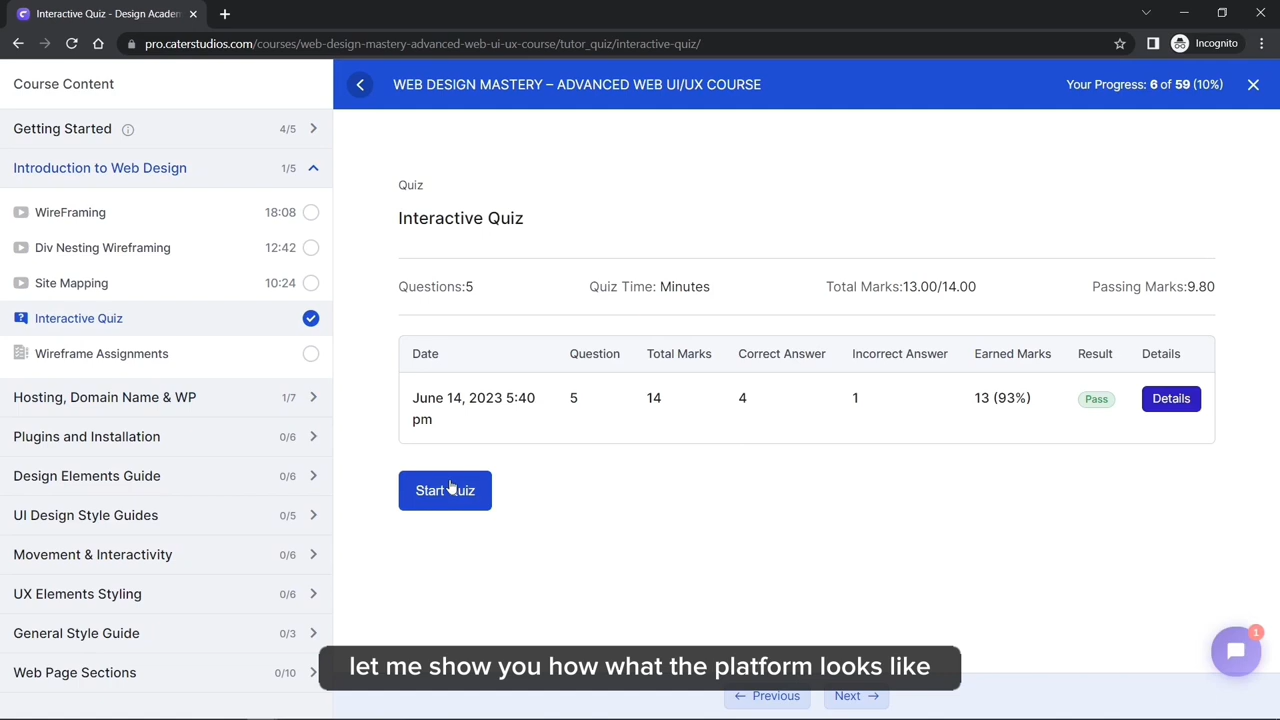 Interactive Quiz - Design Academ
pro.caterstudios.com/courses/web-design-mastery-advanced-web-ui-ux-course/tutor_quiz/interactive-quiz/
Incognito
Course Content
WEB DESIGN MASTERY – ADVANCED WEB UI/UX COURSE
Your Progress: 6 of 59 (10%)
Getting Started 4/5
Introduction to Web Design 1/5
WireFraming 18:08
Div Nesting Wireframing 12:42
Site Mapping 10:24
Interactive Quiz
Wireframe Assignments
Hosting, Domain Name & WP 1/7
Plugins and Installation 0/6
Design Elements Guide 0/6
UI Design Style Guides 0/5
Movement & Interactivity 0/6
UX Elements Styling 0/6
General Style Guide 0/3
Web Page Sections 0/10
Quiz
Interactive Quiz
Questions:5 Quiz Time: Minutes Total Marks:13.00/14.00 Passing Marks:9.80
Date Question Total Marks Correct Answer Incorrect Answer Earned Marks Result Details
June 14, 2023 5:40 5 14 4 1 13 (93%) Pass Details
pm
Start Quiz
1
let me show you how what the platform looks like
← Previous Next →